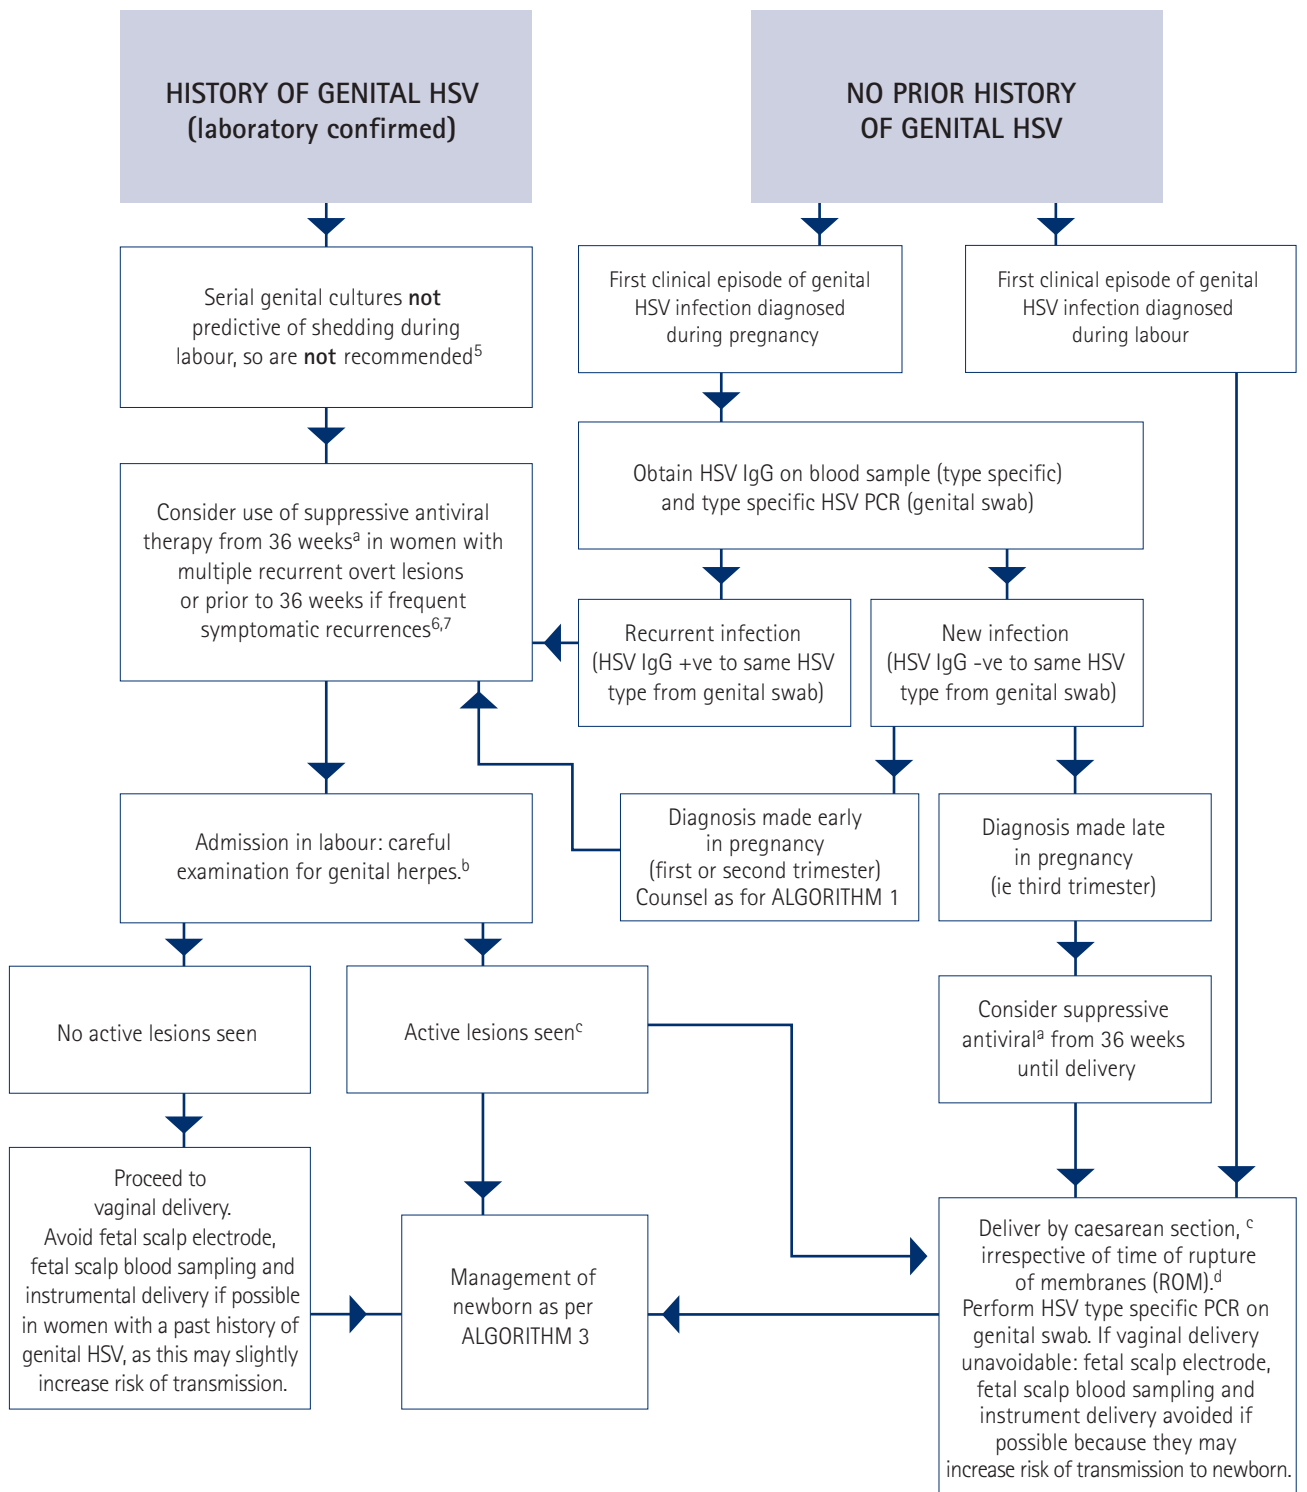 HISTORY OF GENITAL HSV
(laboratory confirmed)
NO PRIOR HISTORY
OF GENITAL HSV
Serial genital cultures not
predictive of shedding during
labour, so are not recommended5
First clinical episode of genital
HSV infection diagnosed
during pregnancy
First clinical episode of genital
HSV infection diagnosed
during labour
Obtain HSV IgG on blood sample (type specific)
and type specific HSV PCR (genital swab)
Consider use of suppressive antiviral
therapy from 36 weeksa in women with
multiple recurrent overt lesions
or prior to 36 weeks if frequent
symptomatic recurrences6,7
Recurrent infection
(HSV IgG +ve to same HSV
type from genital swab)
New infection
(HSV IgG -ve to same HSV
type from genital swab)
Admission in labour: careful
examination for genital herpes.b
Diagnosis made early
in pregnancy
(first or second trimester)
Counsel as for ALGORITHM 1
Diagnosis made late
in pregnancy
(ie third trimester)
No active lesions seen
Active lesions seenc
Consider suppressive
antivirala from 36 weeks
until delivery
Proceed to
vaginal delivery.
Avoid fetal scalp electrode,
fetal scalp blood sampling and
instrumental delivery if possible
in women with a past history of
genital HSV, as this may slightly
increase risk of transmission.
Management of
newborn as per
ALGORITHM 3
Deliver by caesarean section, c
irrespective of time of rupture
of membranes (ROM).d
Perform HSV type specific PCR on
genital swab. If vaginal delivery
unavoidable: fetal scalp electrode,
fetal scalp blood sampling and
instrument delivery avoided if
possible because they may
increase risk of transmission to newborn.